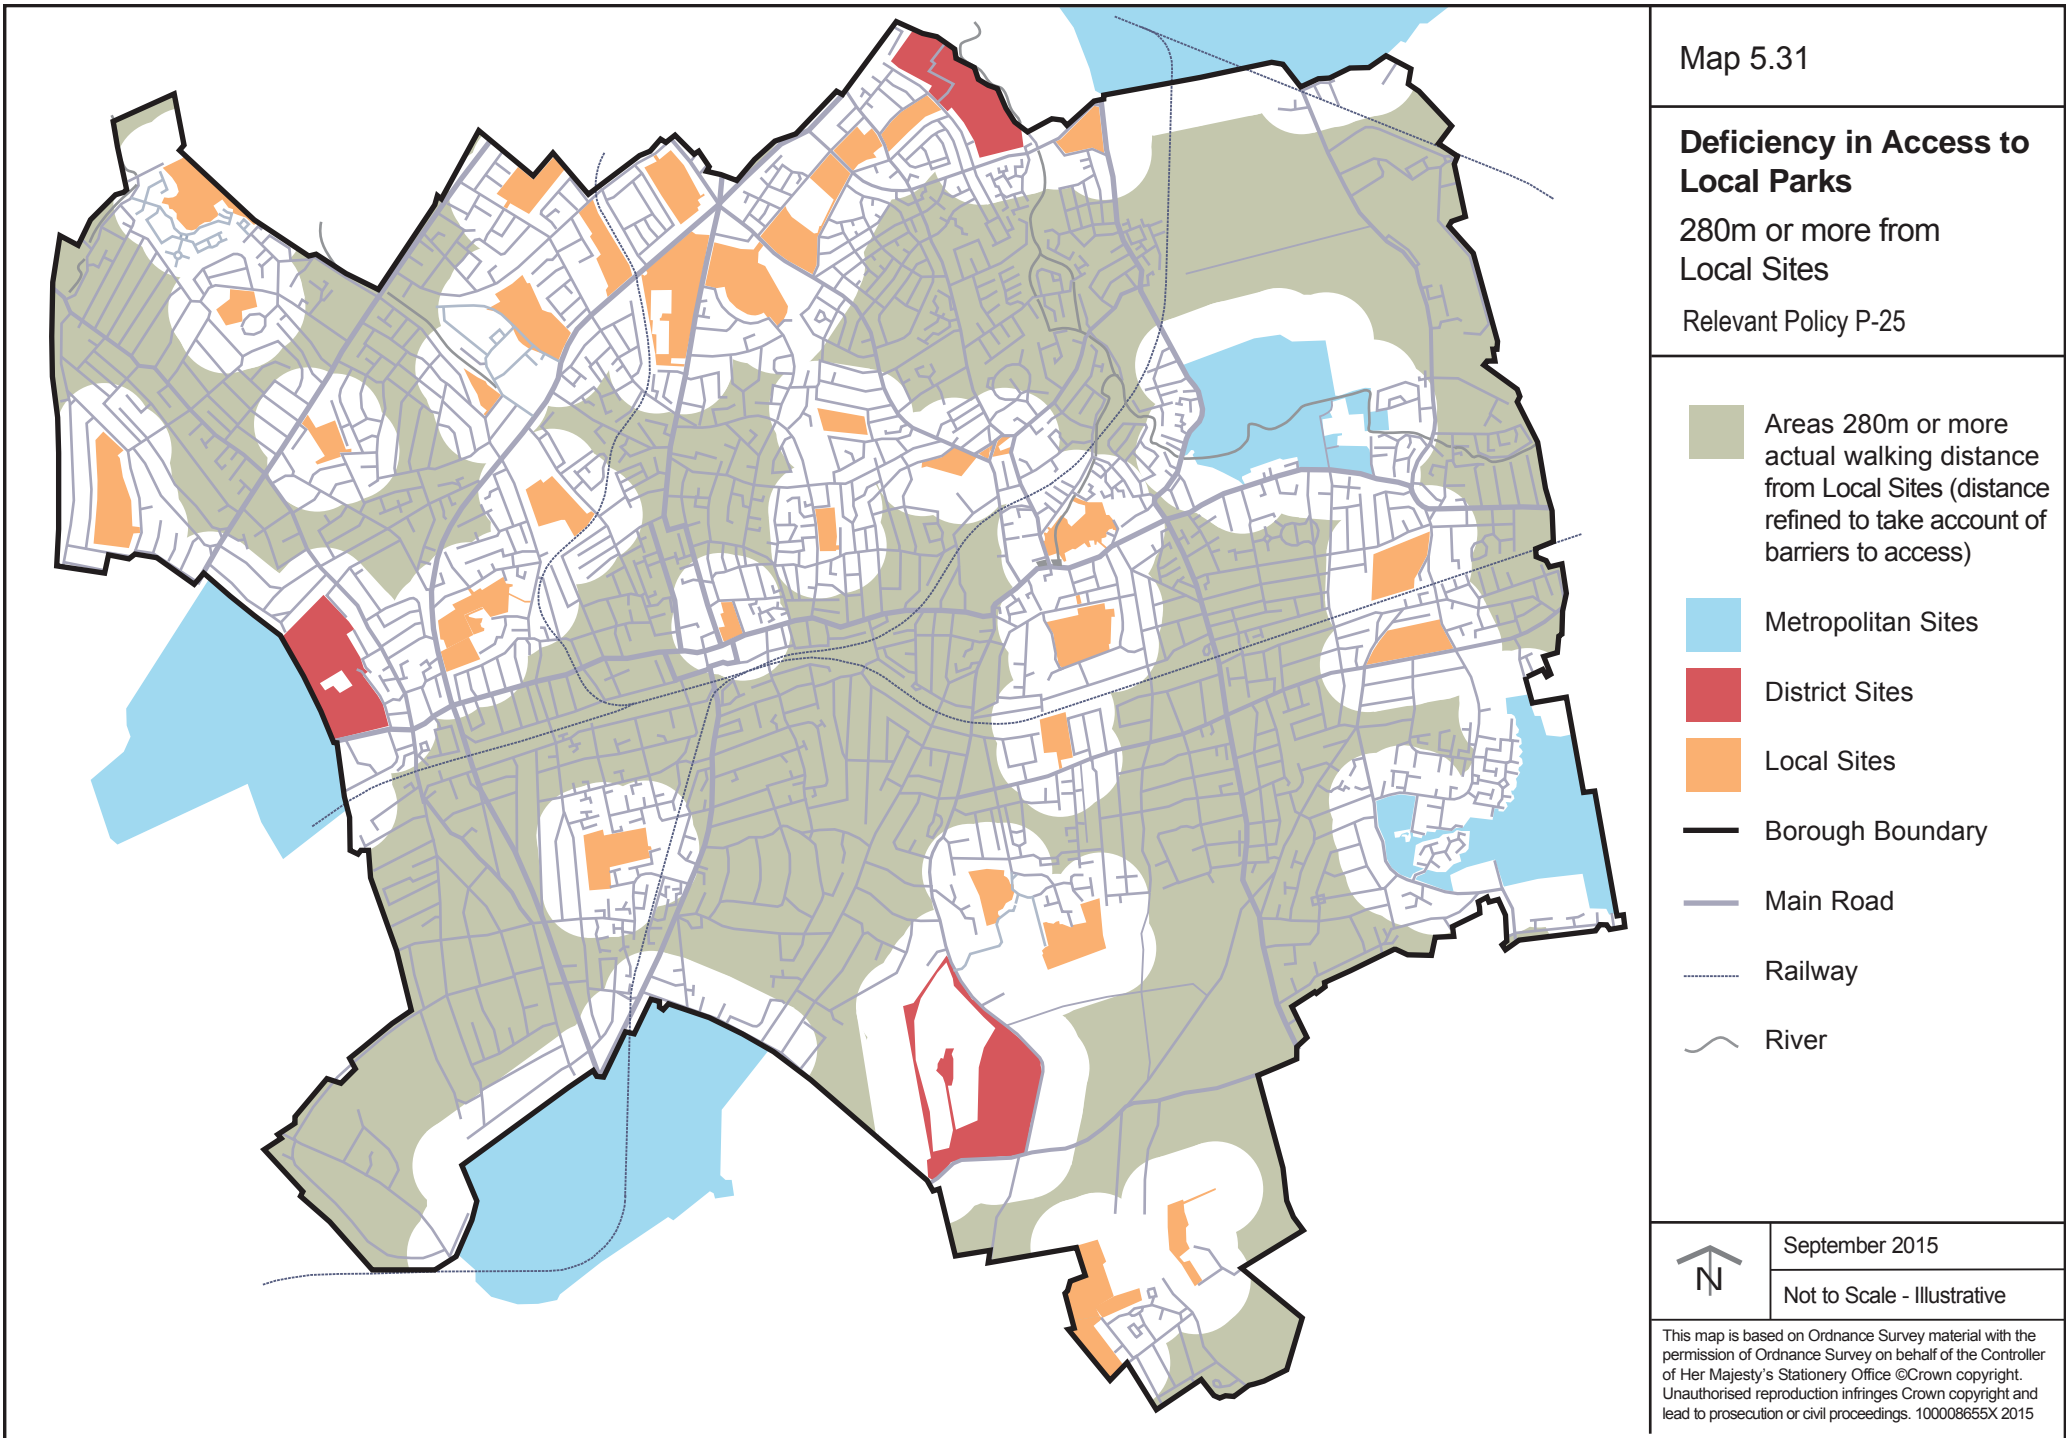 Map 5.31
Deficiency in Access to
Local Parks
280m or more from
Local Sites
Relevant Policy P-25
Areas 280m or more
actual walking distance
from Local Sites (distance
refined to take account of
barriers to access)
Metropolitan Sites
District Sites
Local Sites
Borough Boundary
Main Road
Railway
River
N
September 2015
Not to Scale - Illustrative
This map is based on Ordnance Survey material with the
permission of Ordnance Survey on behalf of the Controller
of Her Majesty's Stationery Office ©Crown copyright.
Unauthorised reproduction infringes Crown copyright and
lead to prosecution or civil proceedings. 100008655X 2015